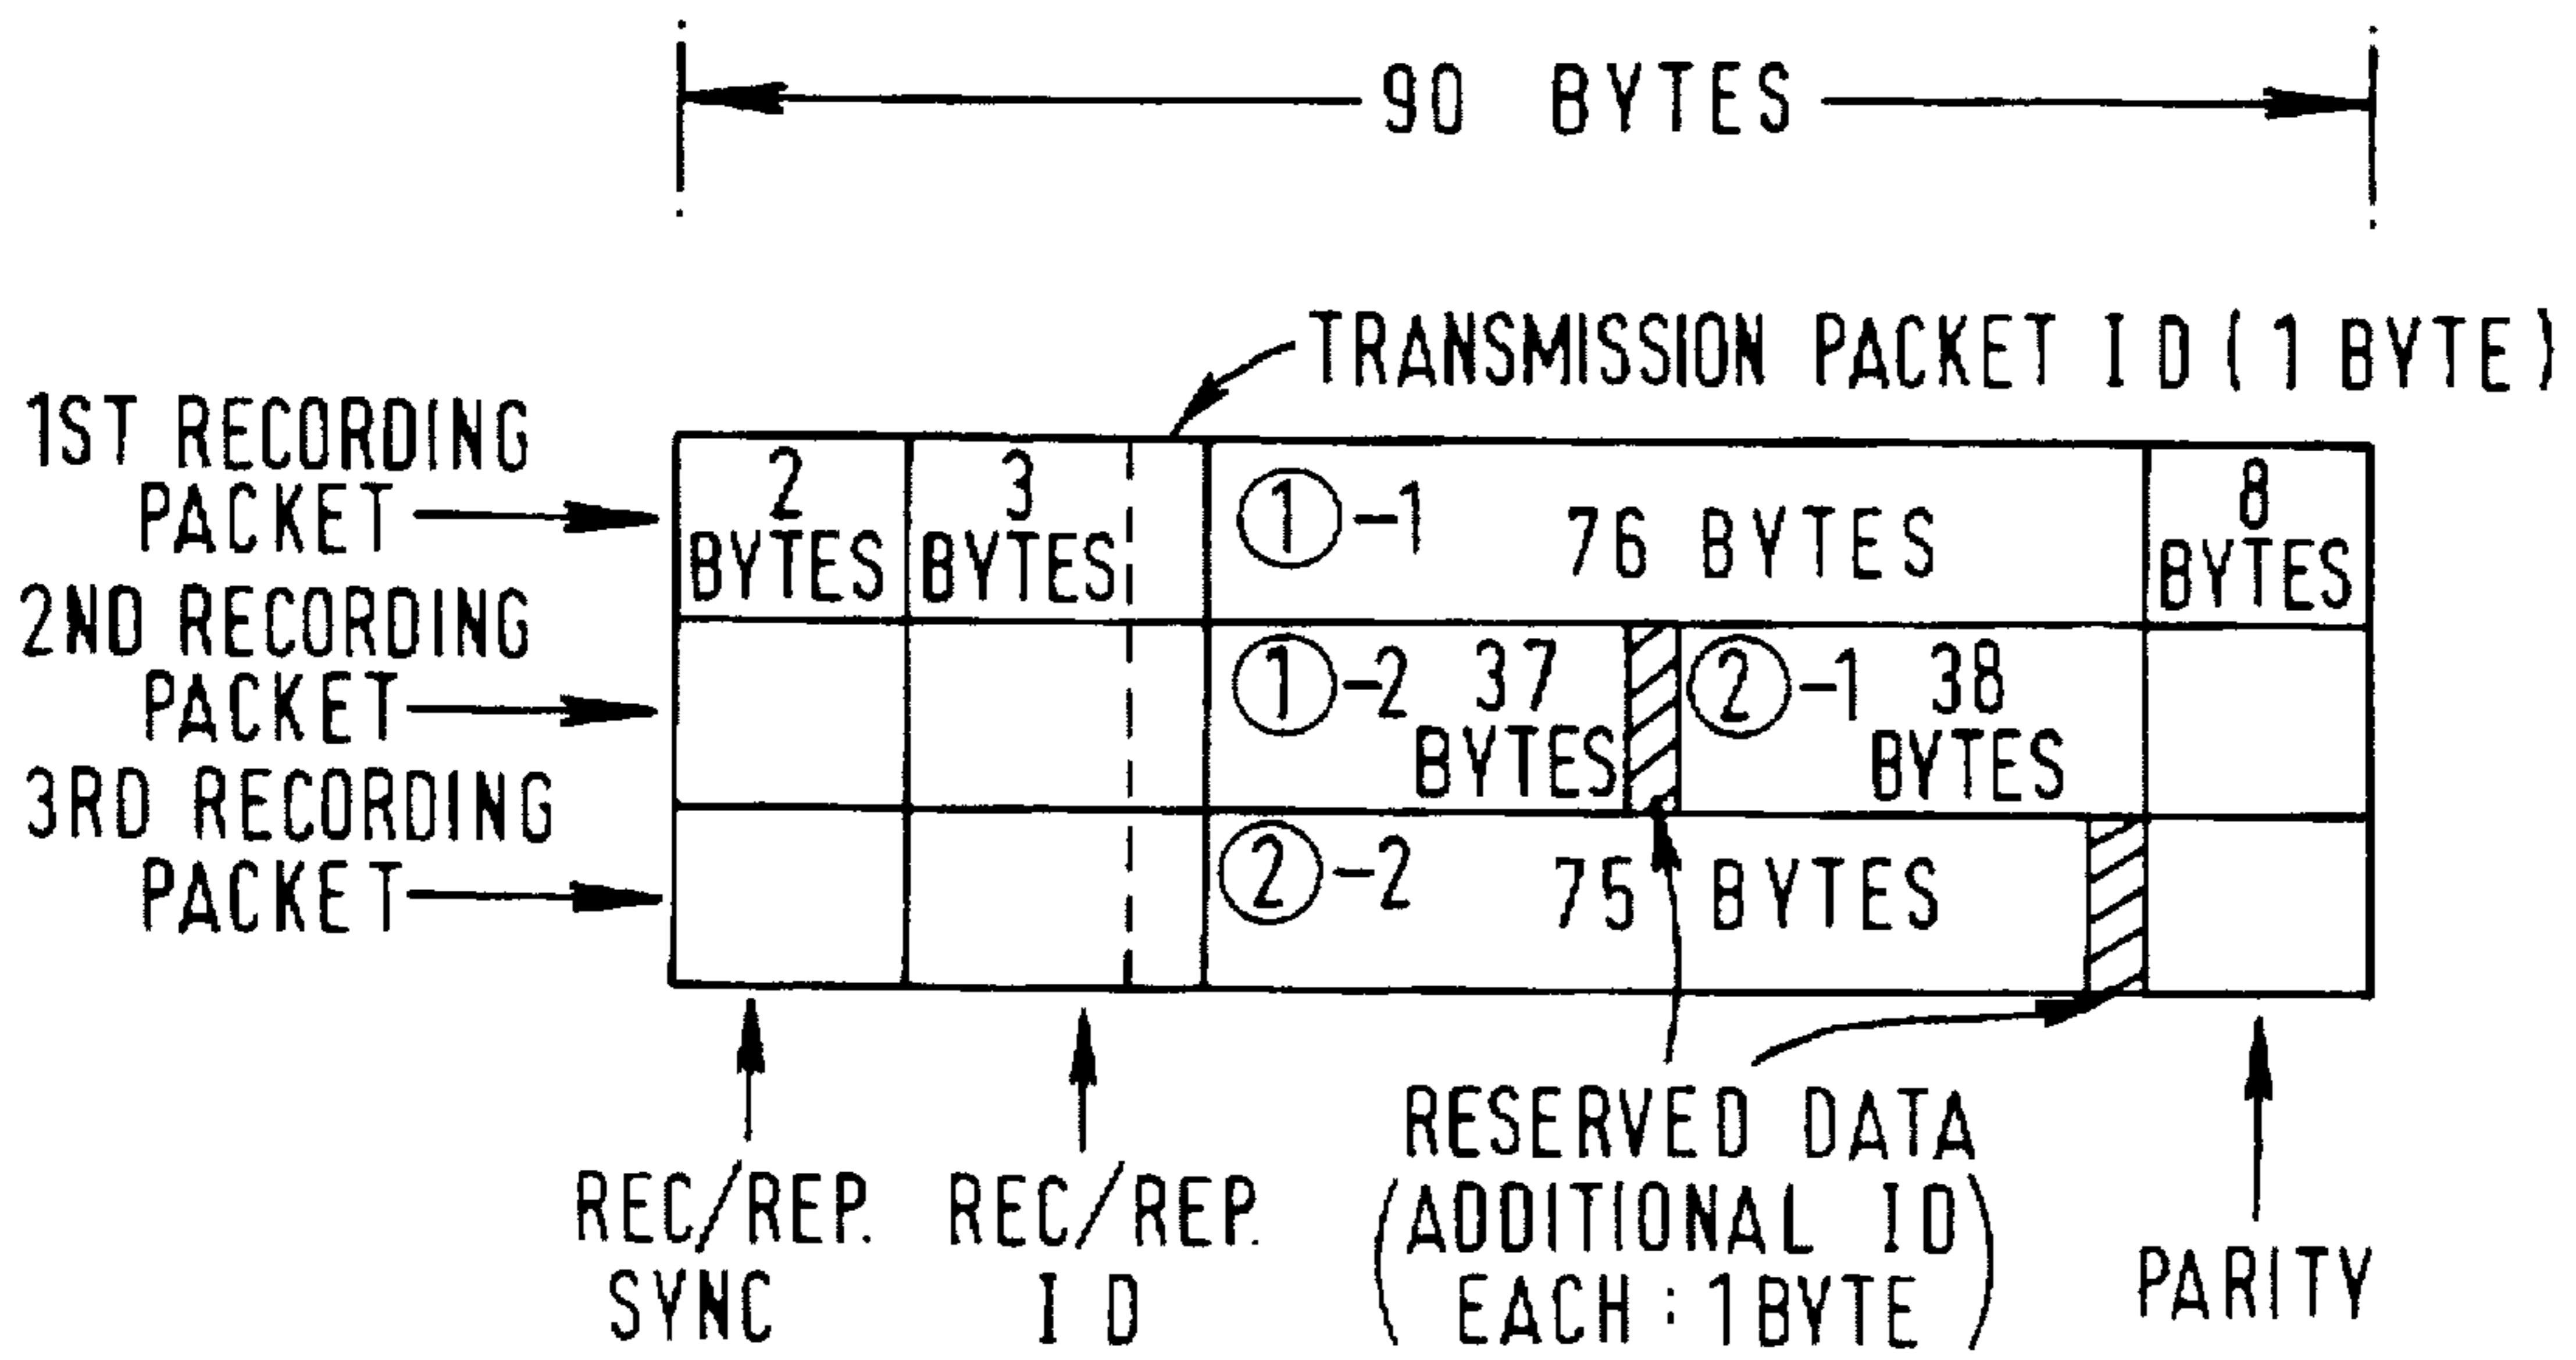 90 BYTES
TRANSMISSION PACKET ID (1 BYTE)
1ST RECORDING
PACKET
2
BYTES
3
BYTES
①-1
76 BYTES
8
BYTES
2ND RECORDING
PACKET
①-2 37
BYTES
②-1 38
BYTES
3RD RECORDING
PACKET
②-2
75 BYTES
REC/REP.
SYNC
REC/REP.
ID
RESERVED DATA
(ADDITIONAL ID
EACH : 1 BYTE)
PARITY